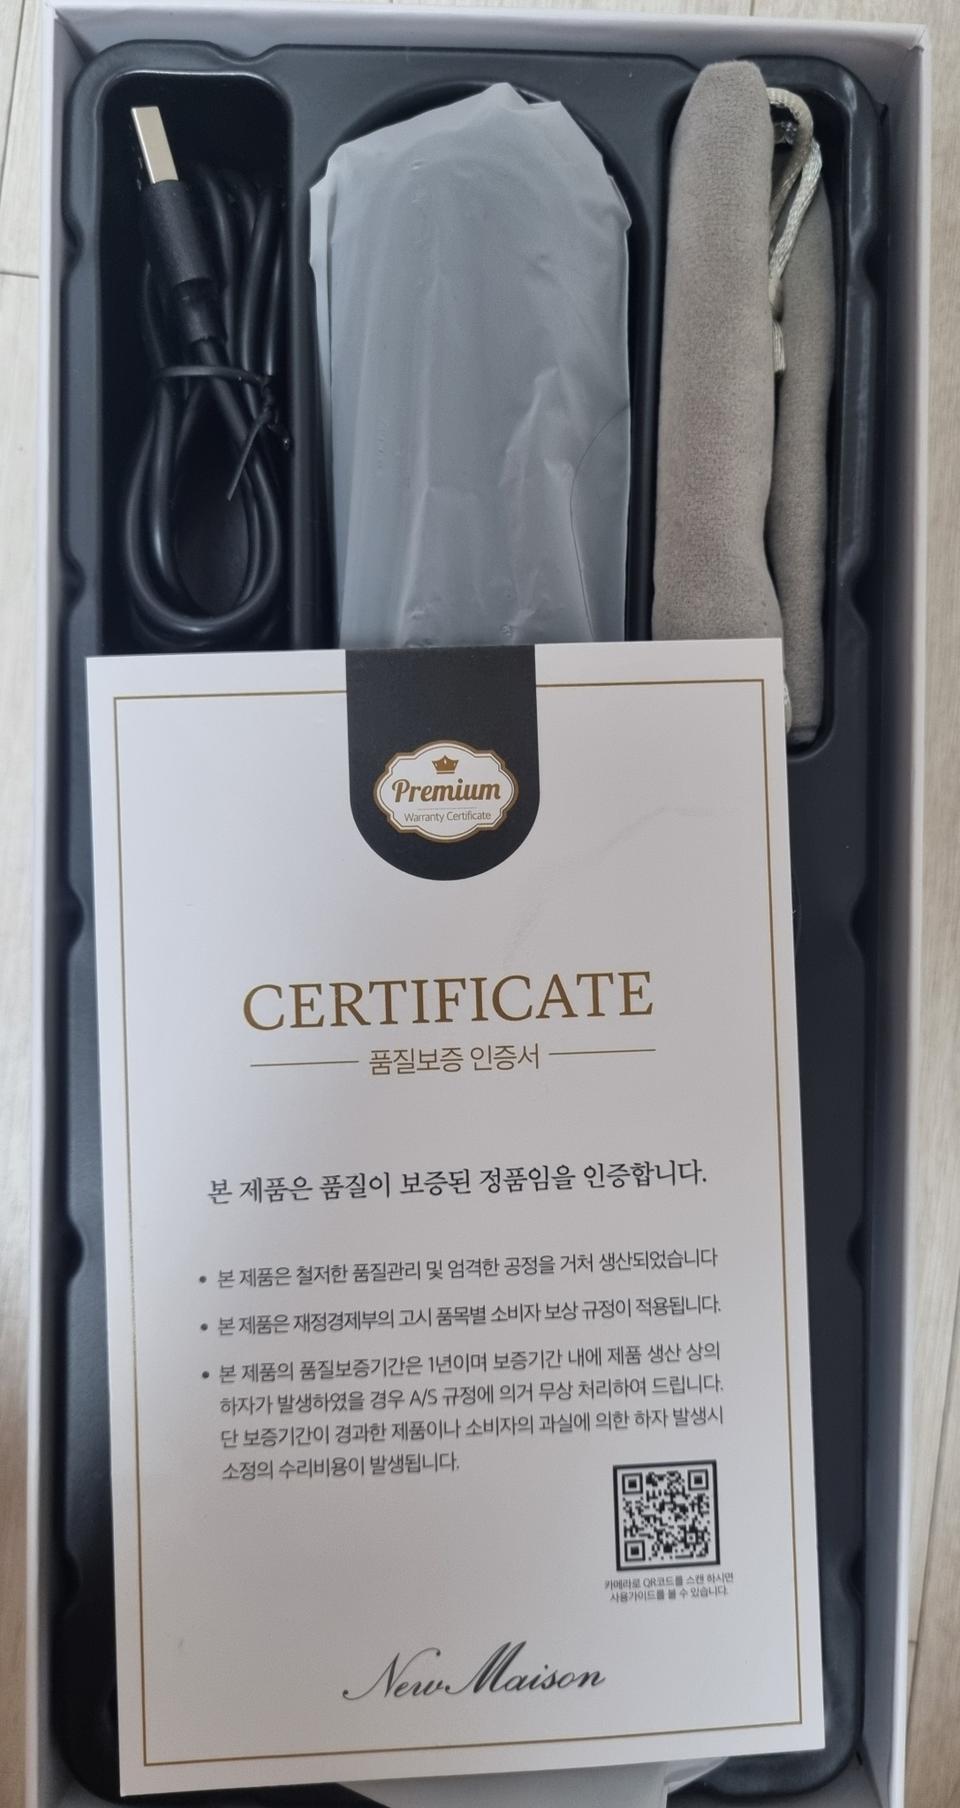 Premium
Warranty Certificate
CERTIFICATE
품질보증 인증서
본 제품은 품질이 보증된 정품임을 인증합니다.
• 본 제품은 철저한 품질관리 및 엄격한 공정을 거처 생산되었습니다
• 본 제품은 재정경제부의 고시 품목별 소비자 보상 규정이 적용됩니다.
• 본 제품의 품질보증기간은 1년이며 보증기간 내에 제품 생산 상의
하자가 발생하였을 경우 A/S 규정에 의거 무상 처리하여 드립니다.
단 보증기간이 경과한 제품이나 소비자의 과실에 의한 하자 발생시
소정의 수리비용이 발생됩니다.
카메라로 QR코드를 스캔 하시면
사용가이드를 볼 수 있습니다.
New Maison